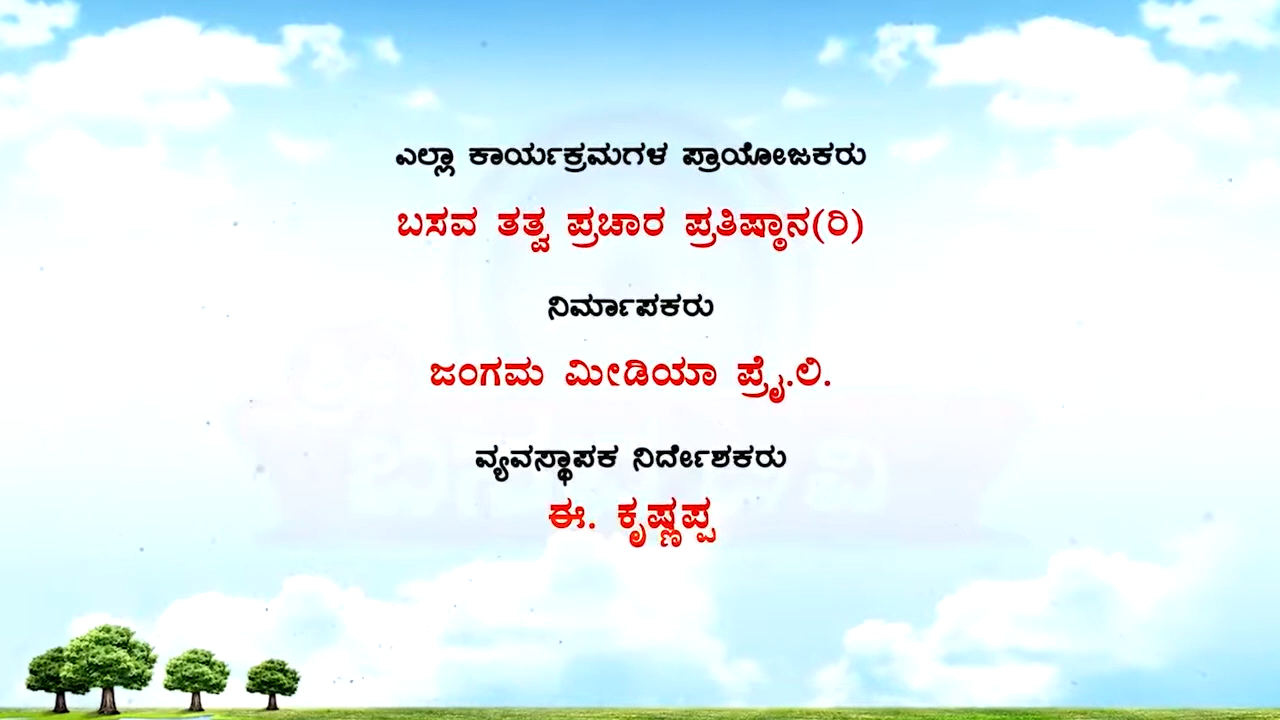 ಎಲ್ಲಾ ಕಾರ್ಯಕ್ರಮಗಳ ಪ್ರಾಯೋಜಕರು
ಬಸವ ತತ್ವ ಪ್ರಚಾರ ಪ್ರತಿಷ್ಠಾನ(ರಿ)
ನಿರ್ಮಾಪಕರು
ಜಂಗಮ ಮೀಡಿಯಾ ಪ್ರೈ.ಲಿ.
ವ್ಯವಸ್ಥಾಪಕ ನಿರ್ದೇಶಕರು
ಈ. ಕೃಷ್ಣಪ್ಪ